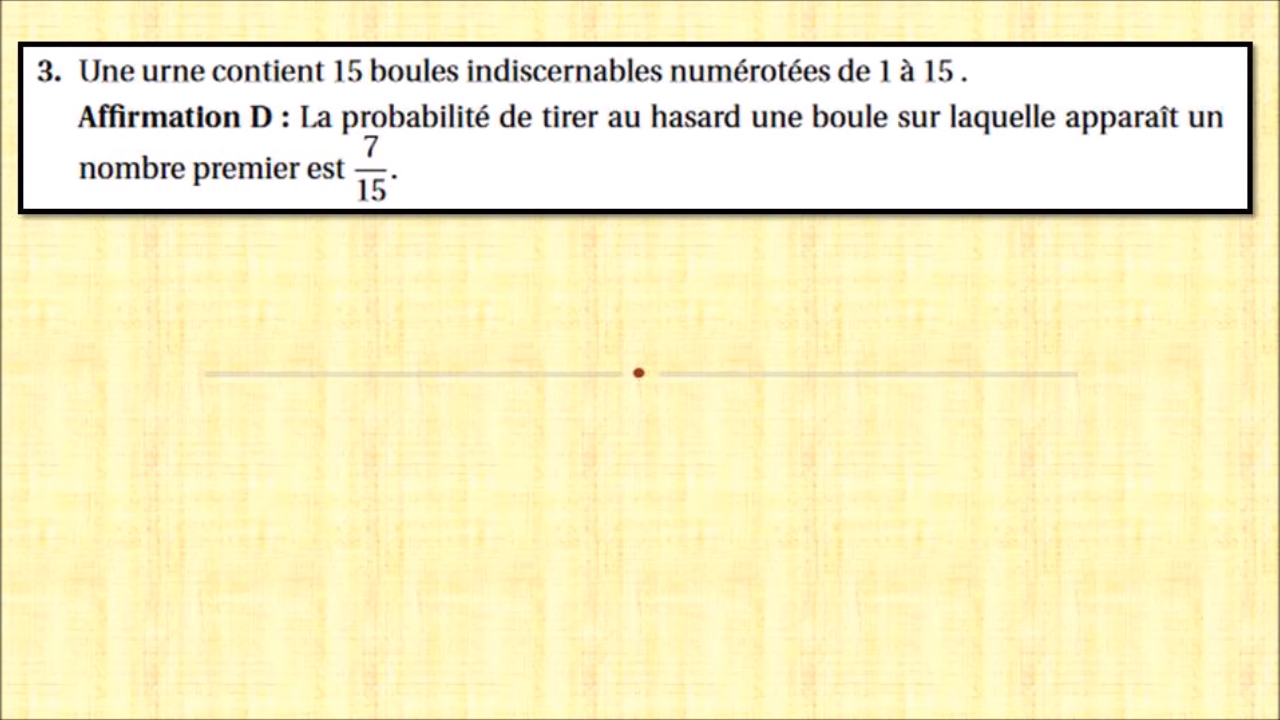 3. Une urne contient 15 boules indiscernables numérotées de 1 à 15 .
Affirmation D : La probabilité de tirer au hasard une boule sur laquelle apparaît un
nombre premier est 7/15.